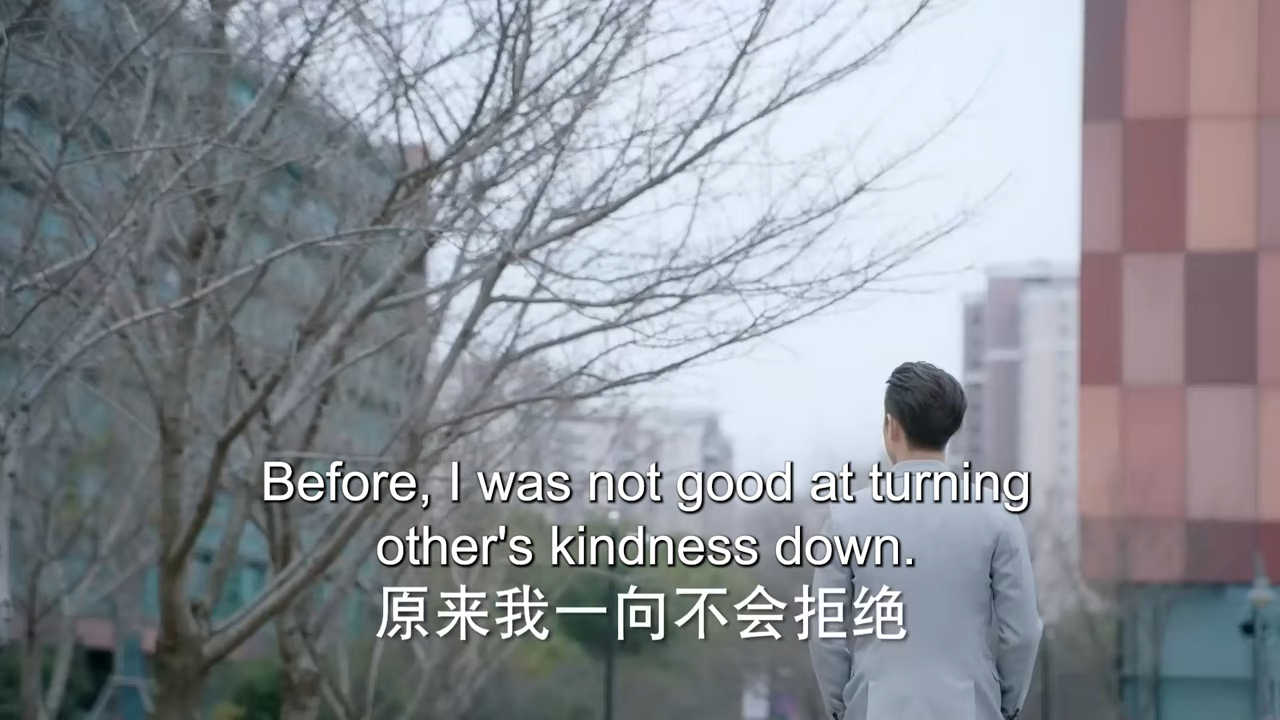 Before, I was not good at turning
other's kindness down.
原来我一向不会拒绝